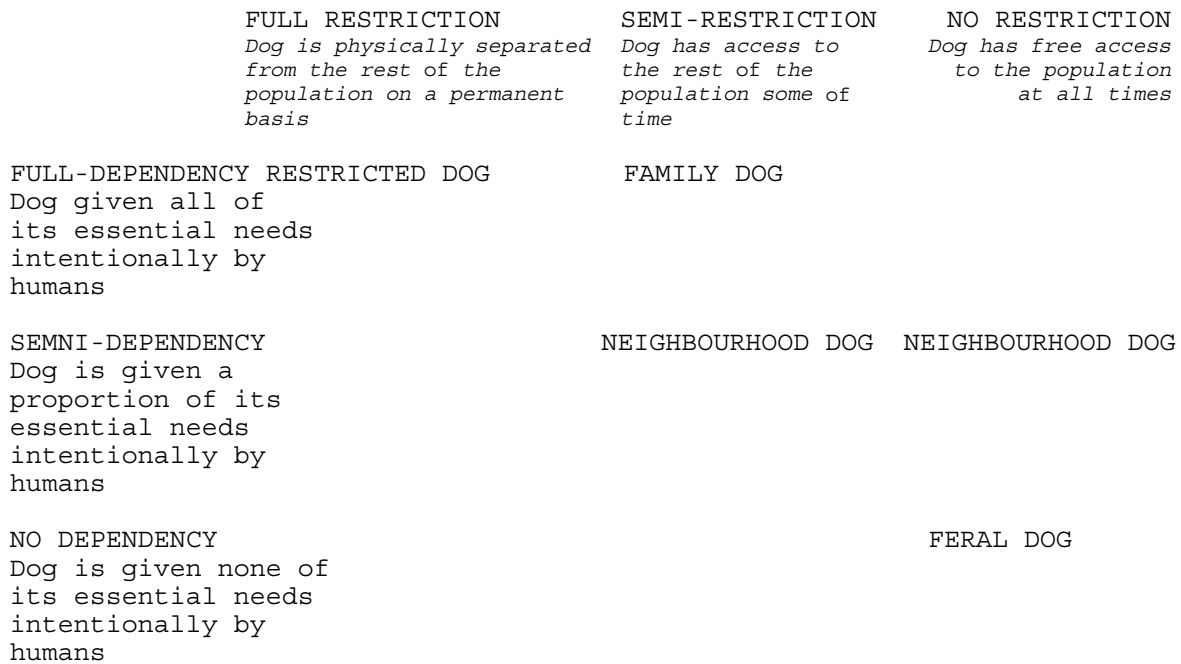 FULL RESTRICTION SEMI-RESTRICTION NO RESTRICTION
Dog is physically separated Dog has access to Dog has free access
from the rest of the the rest of the to the population
population on a permanent population some of at all times
basis time
FULL-DEPENDENCY RESTRICTED DOG FAMILY DOG
Dog given all of
its essential needs
intentionally by
humans
SEMNI-DEPENDENCY NEIGHBOURHOOD DOG NEIGHBOURHOOD DOG
Dog is given a
proportion of its
essential needs
intentionally by
humans
NO DEPENDENCY FERAL DOG
Dog is given none of
its essential needs
intentionally by
humans